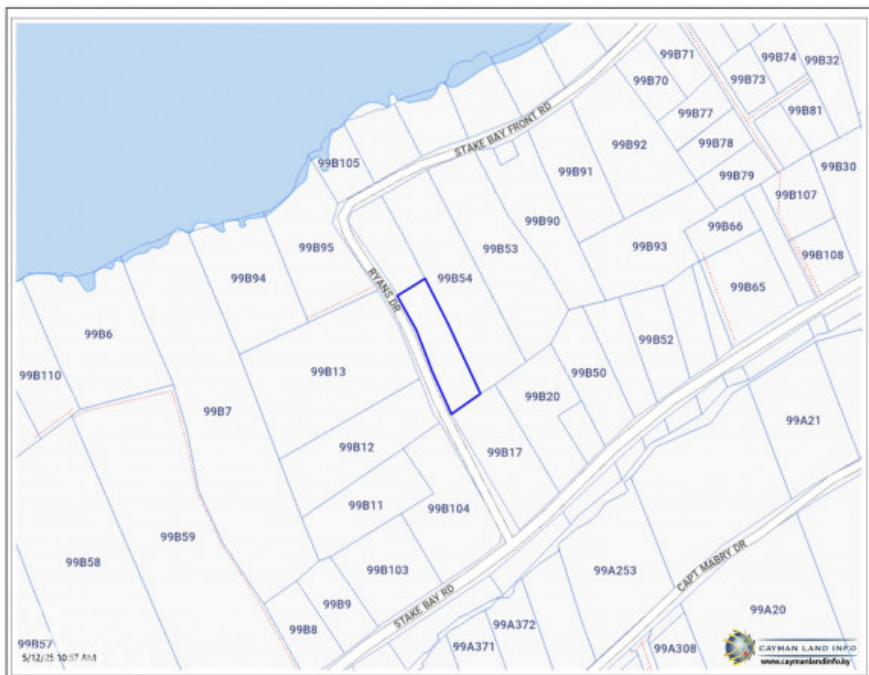 99B71
99B74
99B32
99B70
99B73
99B77
99B81
STAKE BAY FRONT RD
99B92
99B78
99B105
99B91
99B79
99B30
99B107
99B90
99B66
99B95
99B53
99B93
99B108
99B94
RYANS DR
99B54
99B65
99B6
99B52
99B110
99B13
99B50
99B7
99B20
99A21
99B12
99B17
99B11
99B104
99B59
99B58
99B103
99A253
CAPT MABRY DR
99B9
STAKE BAY RD
99A20
99B8
99A372
99B57
99A371
99A308
5/12/25 10:57 AM
CAYMAN LAND INFO
www.caymanlandinfo.ky